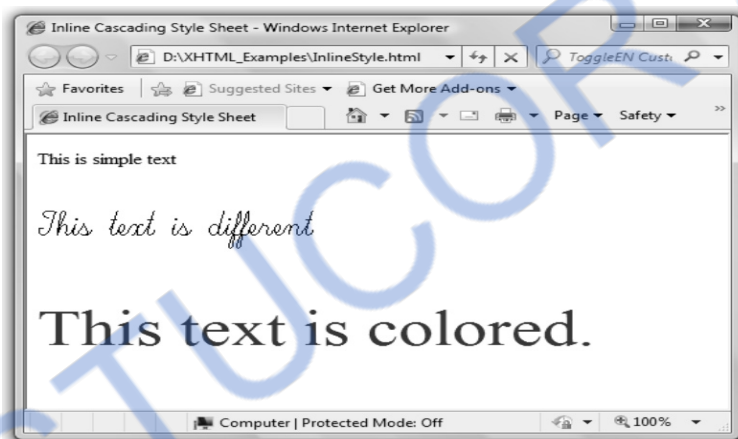 Inline Cascading Style Sheet - Windows Internet Explorer
D:\XHTML_Examples\InlineStyle.html ToggleEN Custi
Favorites Suggested Sites Get More Add-ons
Inline Cascading Style Sheet Page Safety »
This is simple text
This text is different
This text is colored.
Computer | Protected Mode: Off 100%
STUCOR